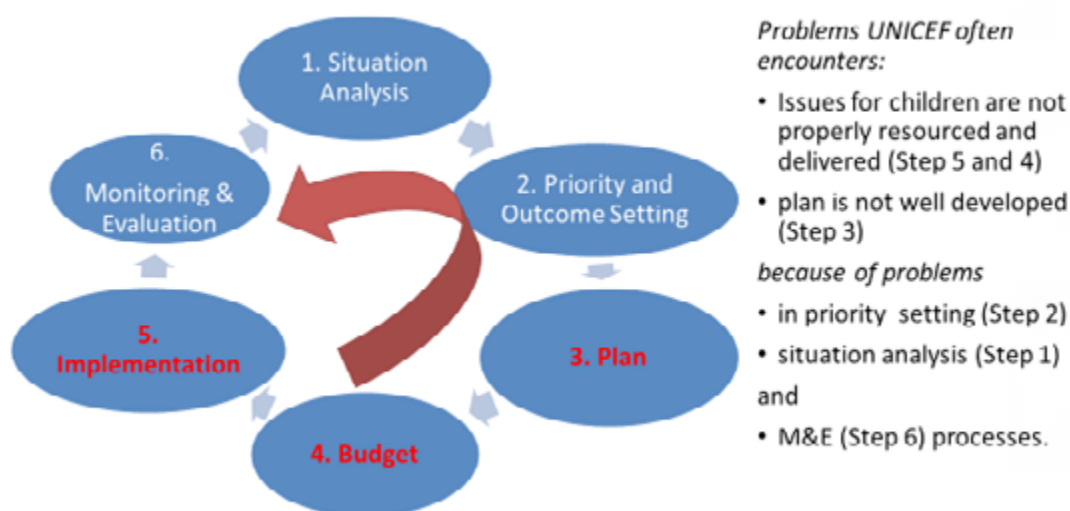 1. Situation
Analysis
2. Priority and
Outcome Setting
3. Plan
4. Budget
5.
Implementation
6.
Monitoring &
Evaluation
Problems UNICEF often
encounters:
• Issues for children are not
properly resourced and
delivered (Step 5 and 4)
• plan is not well developed
(Step 3)
because of problems
• in priority setting (Step 2)
• situation analysis (Step 1)
and
• M&E (Step 6) processes.